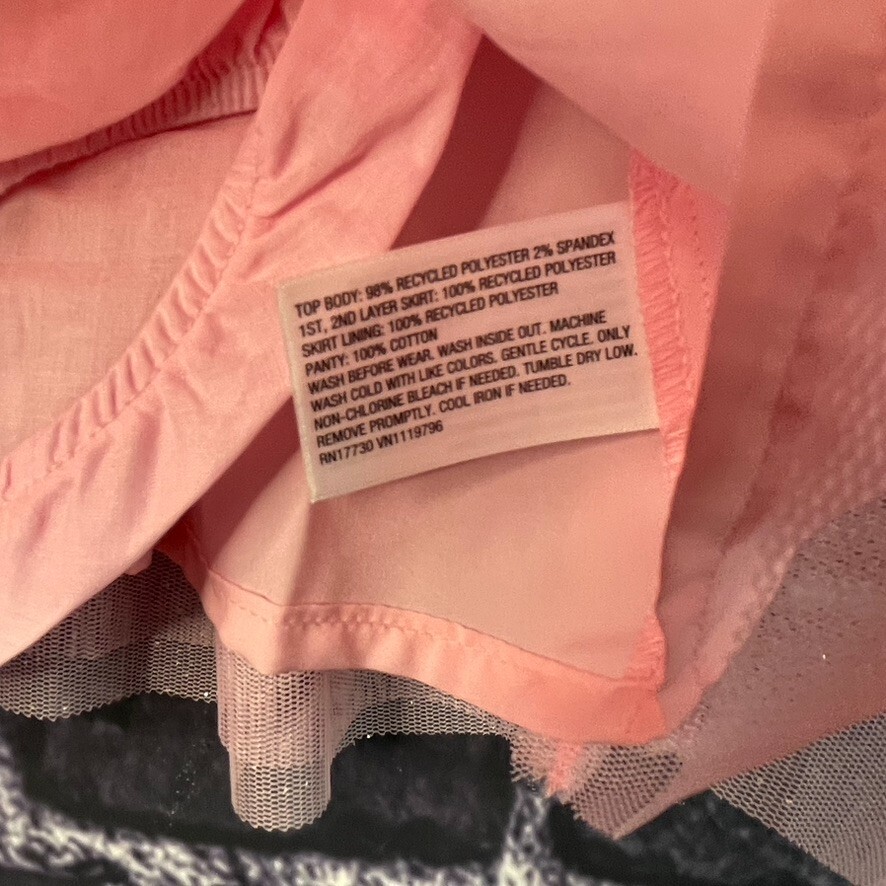 TOP BODY: 98% RECYCLED POLYESTER 2% SPANDEX
1ST, 2ND LAYER SKIRT: 100% RECYCLED POLYESTER
SKIRT LINING: 100% RECYCLED POLYESTER
PANTY: 100% COTTON
WASH BEFORE WEAR. WASH INSIDE OUT. MACHINE
WASH COLD WITH LIKE COLORS. GENTLE CYCLE. ONLY
NON-CHLORINE BLEACH IF NEEDED. TUMBLE DRY LOW.
REMOVE PROMPTLY. COOL IRON IF NEEDED.
RN17730 VN1119796